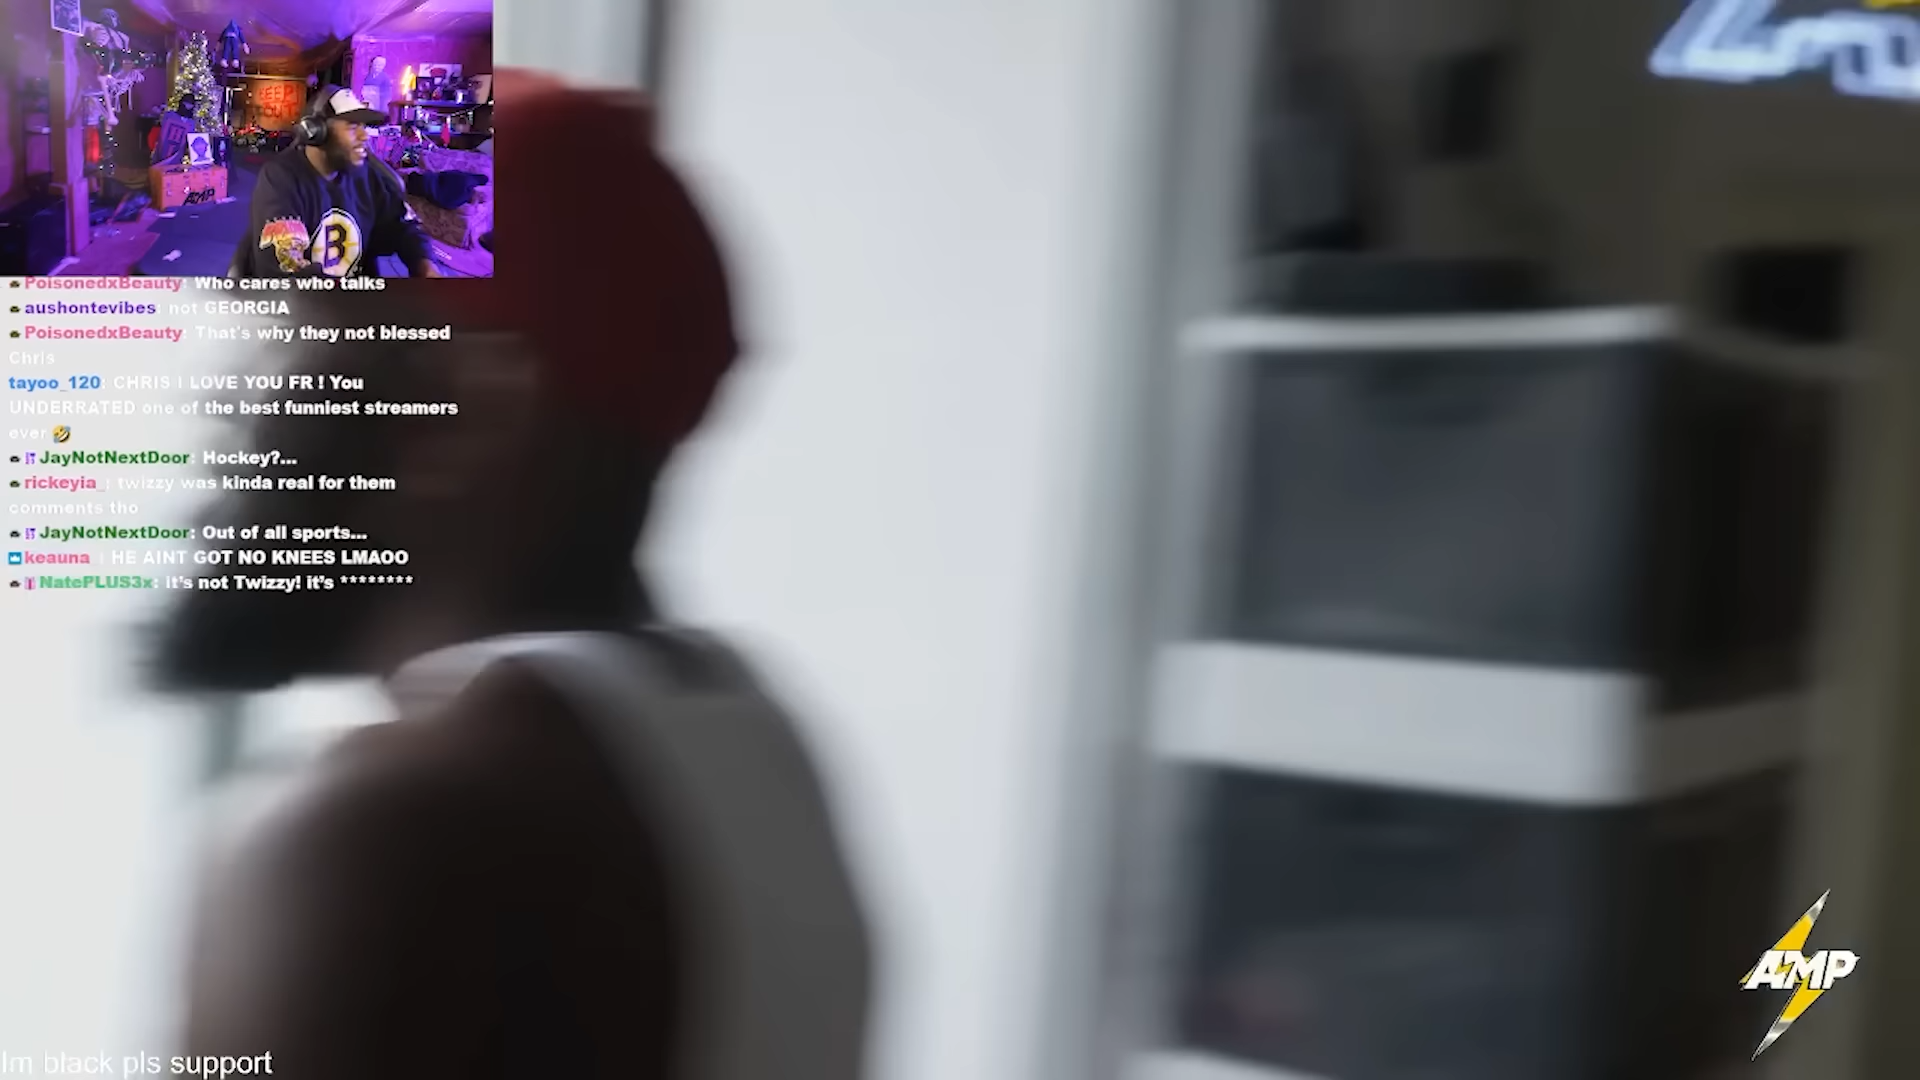 KEEP
OUT
AMP
B
PoisonedxBeauty: Who cares who talks
aushontevibes: not GEORGIA
PoisonedxBeauty: That's why they not blessed
Chris
tayoo_120: CHRIS I LOVE YOU FR ! You
UNDERRATED one of the best funniest streamers
ever 🤣
JayNotNextDoor: Hockey?...
rickeyia_: twizzy was kinda real for them
comments tho
JayNotNextDoor: Out of all sports...
keauna : HE AINT GOT NO KNEES LMAOO
NatePLUS3x: it's not Twizzy! it's ********
AMP
Im black pls support